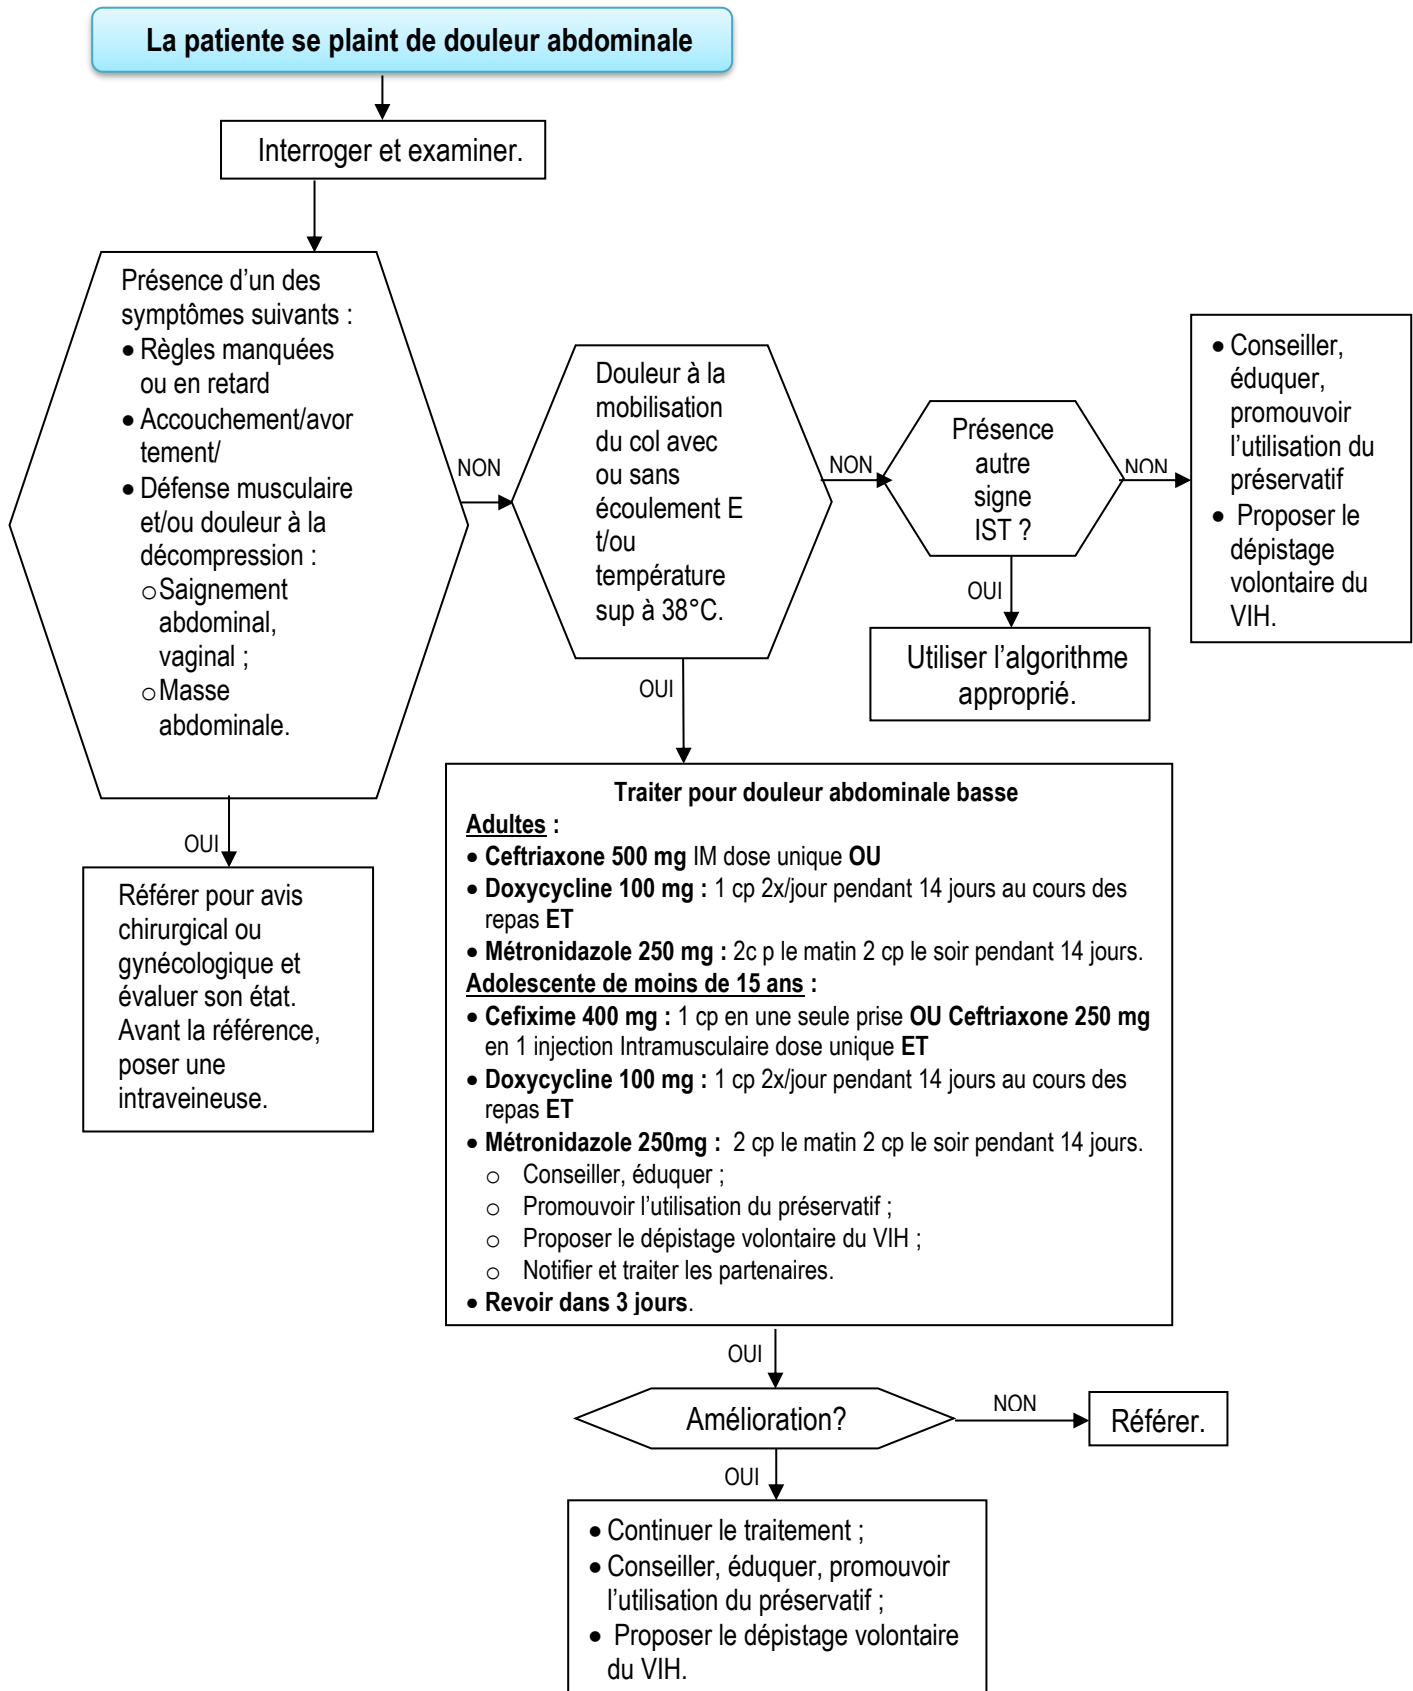 La patiente se plaint de douleur abdominale
Interroger et examiner.
Présence d’un des
symptômes suivants :
• Règles manquées
ou en retard
• Accouchement/avor
tement/
• Défense musculaire
et/ou douleur à la
décompression :
o Saignement
abdominal,
vaginal ;
o Masse
abdominale.
NON
Douleur à la
mobilisation
du col avec
ou sans
écoulement E
t/ou
température
sup à 38°C.
NON
Présence
autre
signe
IST ?
NON
• Conseiller,
éduquer,
promouvoir
l’utilisation du
préservatif
• Proposer le
dépistage
volontaire du
VIH.
OUI
Utiliser l’algorithme
approprié.
OUI
OUI
Référer pour avis
chirurgical ou
gynécologique et
évaluer son état.
Avant la référence,
poser une
intraveineuse.
Traiter pour douleur abdominale basse
Adultes :
• Ceftriaxone 500 mg IM dose unique OU
• Doxycycline 100 mg : 1 cp 2x/jour pendant 14 jours au cours des
repas ET
• Métronidazole 250 mg : 2c p le matin 2 cp le soir pendant 14 jours.
Adolescente de moins de 15 ans :
• Cefixime 400 mg : 1 cp en une seule prise OU Ceftriaxone 250 mg
en 1 injection Intramusculaire dose unique ET
• Doxycycline 100 mg : 1 cp 2x/jour pendant 14 jours au cours des
repas ET
• Métronidazole 250mg : 2 cp le matin 2 cp le soir pendant 14 jours.
o Conseiller, éduquer ;
o Promouvoir l’utilisation du préservatif ;
o Proposer le dépistage volontaire du VIH ;
o Notifier et traiter les partenaires.
• Revoir dans 3 jours.
OUI
Amélioration?
NON
Référer.
OUI
• Continuer le traitement ;
• Conseiller, éduquer, promouvoir
l’utilisation du préservatif ;
• Proposer le dépistage volontaire
du VIH.